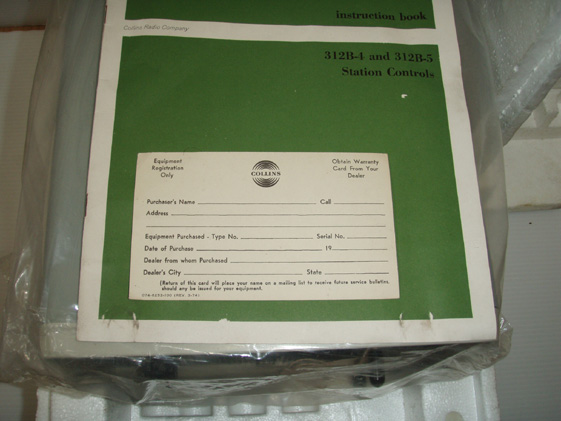 instruction book
Collins Radio Company
312B-4 and 312B-5
Station Controls
Equipment
Registration
Only
COLLINS
Obtain Warranty
Card From Your
Dealer
Purchaser's Name Call
Address
Equipment Purchased - Type No. Serial No.
Date of Purchase 19
Dealer from whom Purchased
Dealer's City State
(Return of this card will place your name on a mailing list to receive future service bulletins,
should any be issued for your equipment.